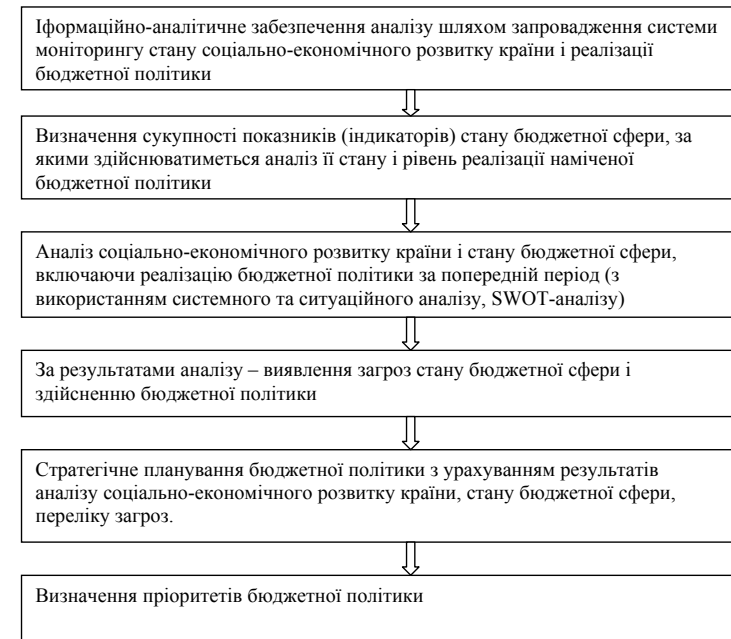 Іформаційно-аналітичне забезпечення аналізу шляхом запровадження системи
моніторингу стану соціально-економічного розвитку країни і реалізації
бюджетної політики
Визначення сукупності показників (індикаторів) стану бюджетної сфери, за
якими здійснюватиметься аналіз її стану і рівень реалізації наміченої
бюджетної політики
Аналіз соціально-економічного розвитку країни і стану бюджетної сфери,
включаючи реалізацію бюджетної політики за попередній період (з
використанням системного та ситуаційного аналізу, SWOT-аналізу)
За результатами аналізу – виявлення загроз стану бюджетної сфери і
здійсненню бюджетної політики
Стратегічне планування бюджетної політики з урахуванням результатів
аналізу соціально-економічного розвитку країни, стану бюджетної сфери,
переліку загроз.
Визначення пріоритетів бюджетної політики